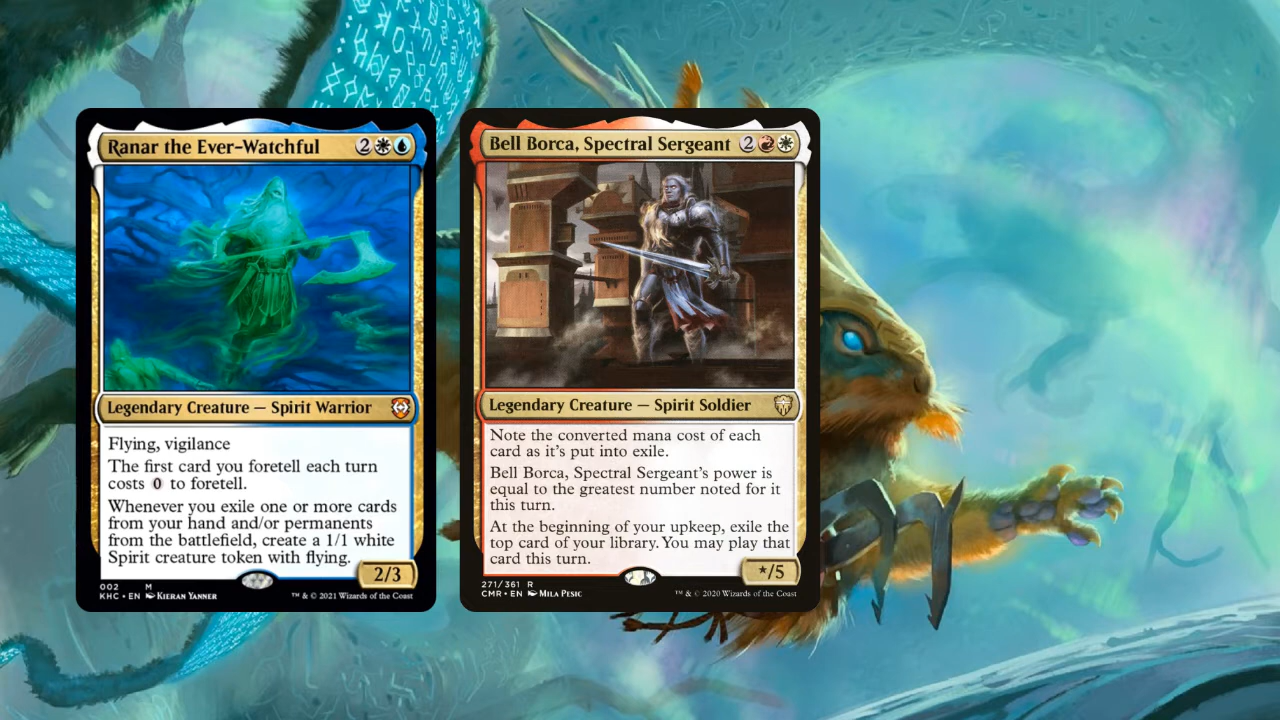 Ranar the Ever-Watchful 2
Legendary Creature — Spirit Warrior
Flying, vigilance
The first card you foretell each turn
costs 0 to foretell.
Whenever you exile one or more cards
from your hand and/or permanents
from the battlefield, create a 1/1 white
Spirit creature token with flying.
2/3
002 M
KHC • EN Kieran Yanner ™ & © 2021 Wizards of the Coast
Bell Borca, Spectral Sergeant 2
Legendary Creature — Spirit Soldier
Note the converted mana cost of each
card as it's put into exile.
Bell Borca, Spectral Sergeant's power is
equal to the greatest number noted for it
this turn.
At the beginning of your upkeep, exile the
top card of your library. You may play that
card this turn.
★/5
271/361 R
CMR • EN Mila Pesic ™ & © 2020 Wizards of the Coast